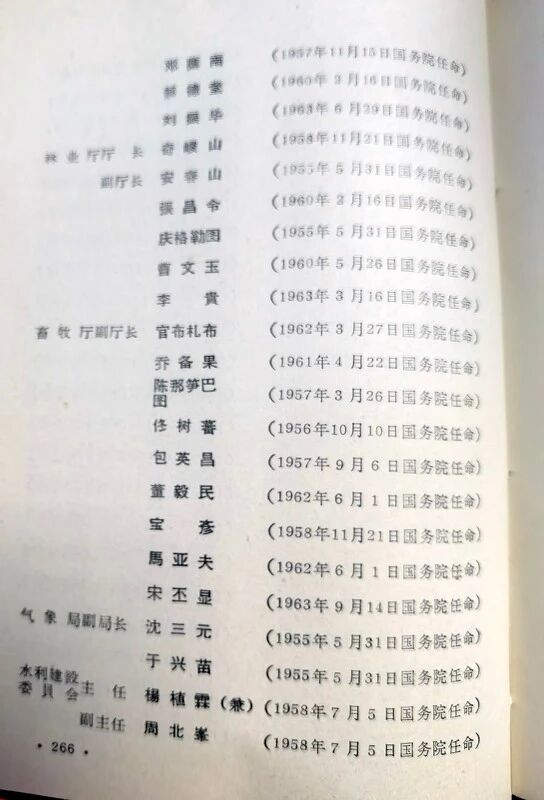 邓图南 (1957年11月15日国务院任命)
德堂 (1960年2月16日国务院任命)
刘振华 (1963年6月29日国务院任命)
林业厅厅长 奇峻山 (1958年11月21日国务院任命)
副厅长 安春山 (1955年5月31日国务院任命)
張昌令 (1960年2月16日国务院任命)
庆格勒图 (1955年5月31日国务院任命)
曹文玉 (1960年5月26日国务院任命)
李貴 (1963年3月16日国务院任命)
畜牧厅副厅长 官布札布 (1962年3月27日国务院任命)
乔备果 (1961年4月22日国务院任命)
陈那笋巴图 (1957年3月26日国务院任命)
佟树蕃 (1956年10月10日国务院任命)
包英昌 (1957年9月6日国务院任命)
董毅民 (1962年6月1日国务院任命)
宝彦 (1958年11月21日国务院任命)
馬亚夫 (1962年6月1日国务院任命)
宋丕显 (1963年9月14日国务院任命)
气象局副局长 沈三元 (1955年5月31日国务院任命)
于兴苗 (1955年5月31日国务院任命)
水利建設委員会主任 楊植霖(兼) (1958年7月5日国务院任命)
副主任 周北峯 (1958年7月5日国务院任命)
·266·